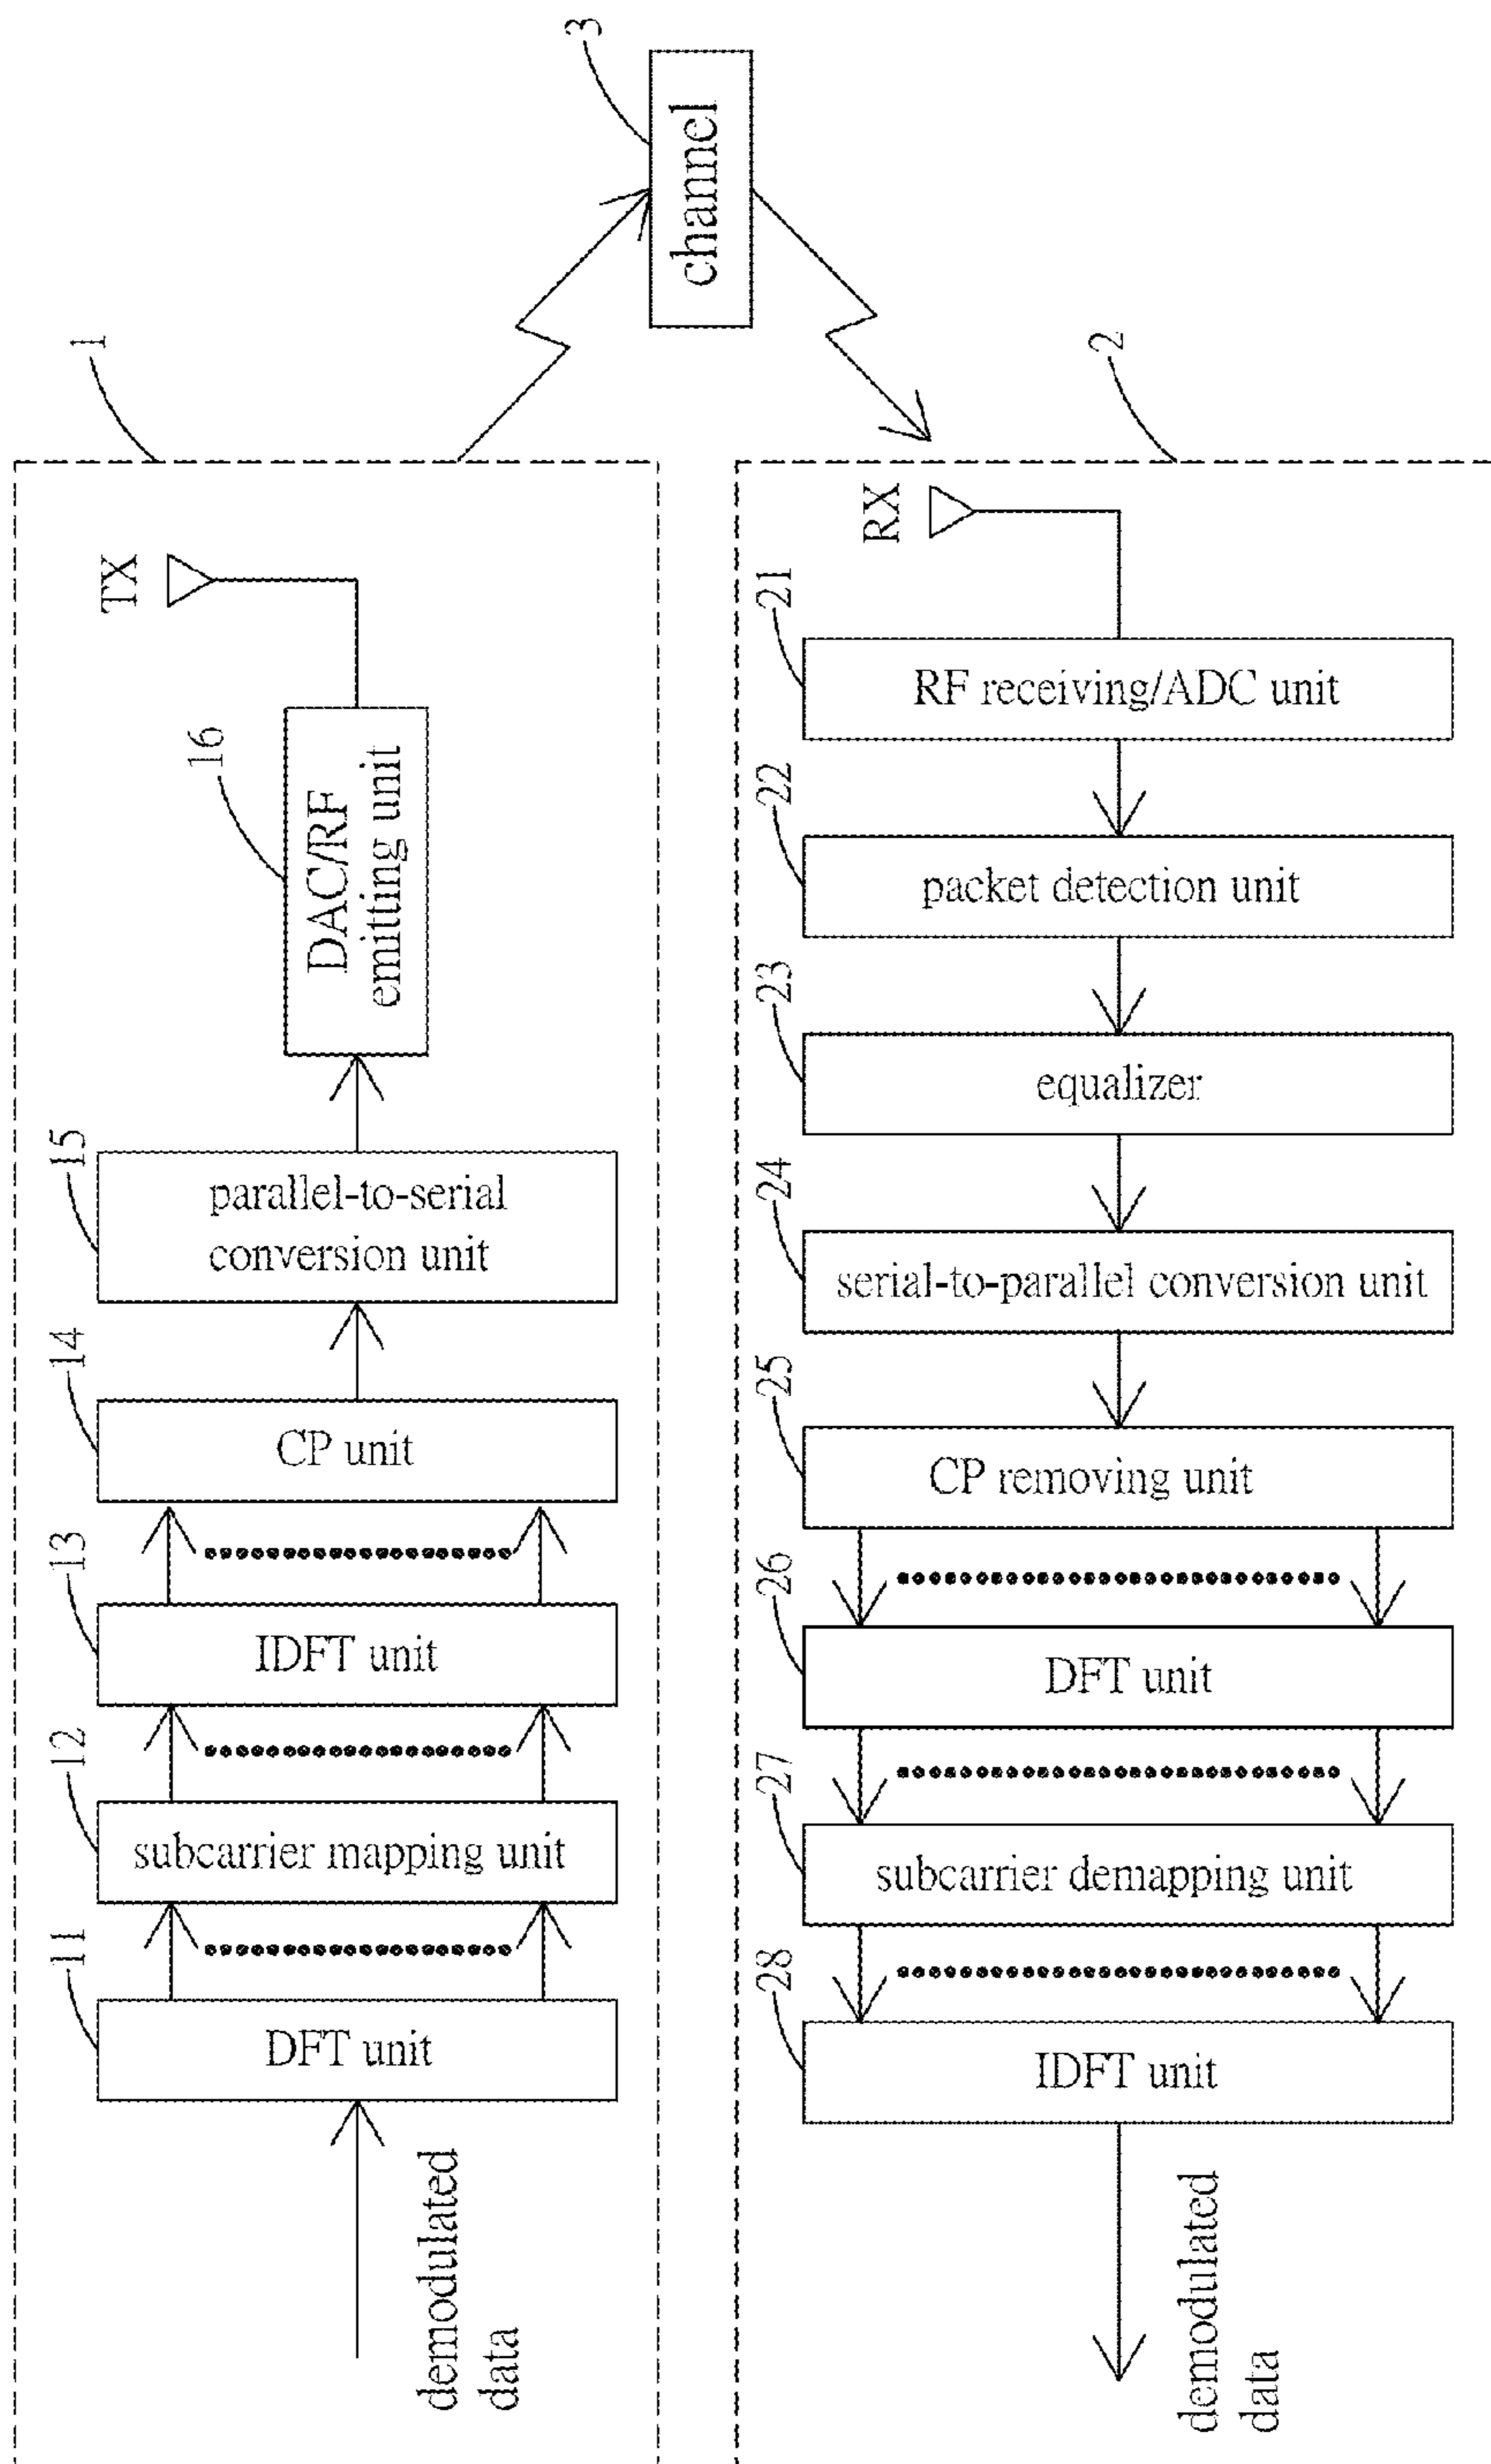 1
TX
16
DAC/RF
emitting unit
15
parallel-to-serial
conversion unit
14
CP unit
13
IDFT unit
12
subcarrier mapping unit
11
DFT unit
demodulated
data
3
channel
2
RX
21
RF receiving/ADC unit
22
packet detection unit
23
equalizer
24
serial-to-parallel conversion unit
25
CP removing unit
26
DFT unit
27
subcarrier demapping unit
28
IDFT unit
demodulated
data